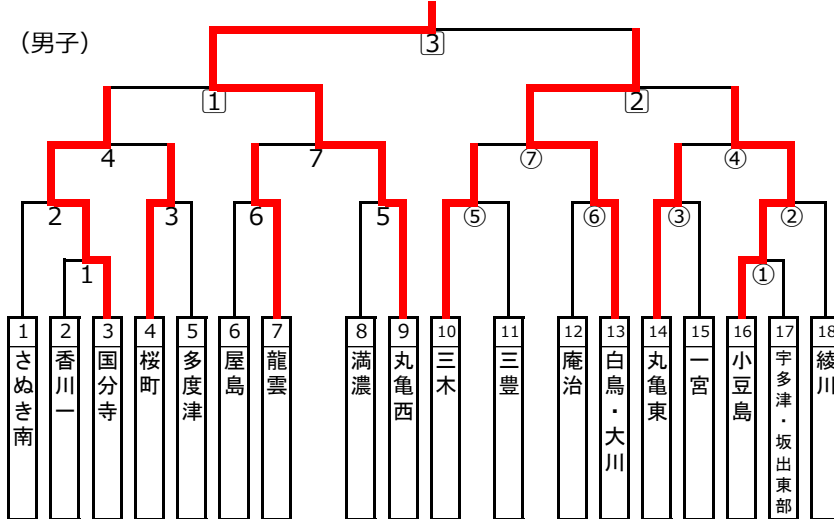 (男子)
3
1
2
4
7
⑦
④
2
3
6
5
⑤
⑥
③
②
1
①
1 さぬき南
2 香川一
3 国分寺
4 桜町
5 多度津
6 屋島
7 龍雲
8 満濃
9 丸亀西
10 三木
11 三豊
12 庵治
13 白鳥・大川
14 丸亀東
15 一宮
16 小豆島
17 宇多津・坂出東部
18 綾川